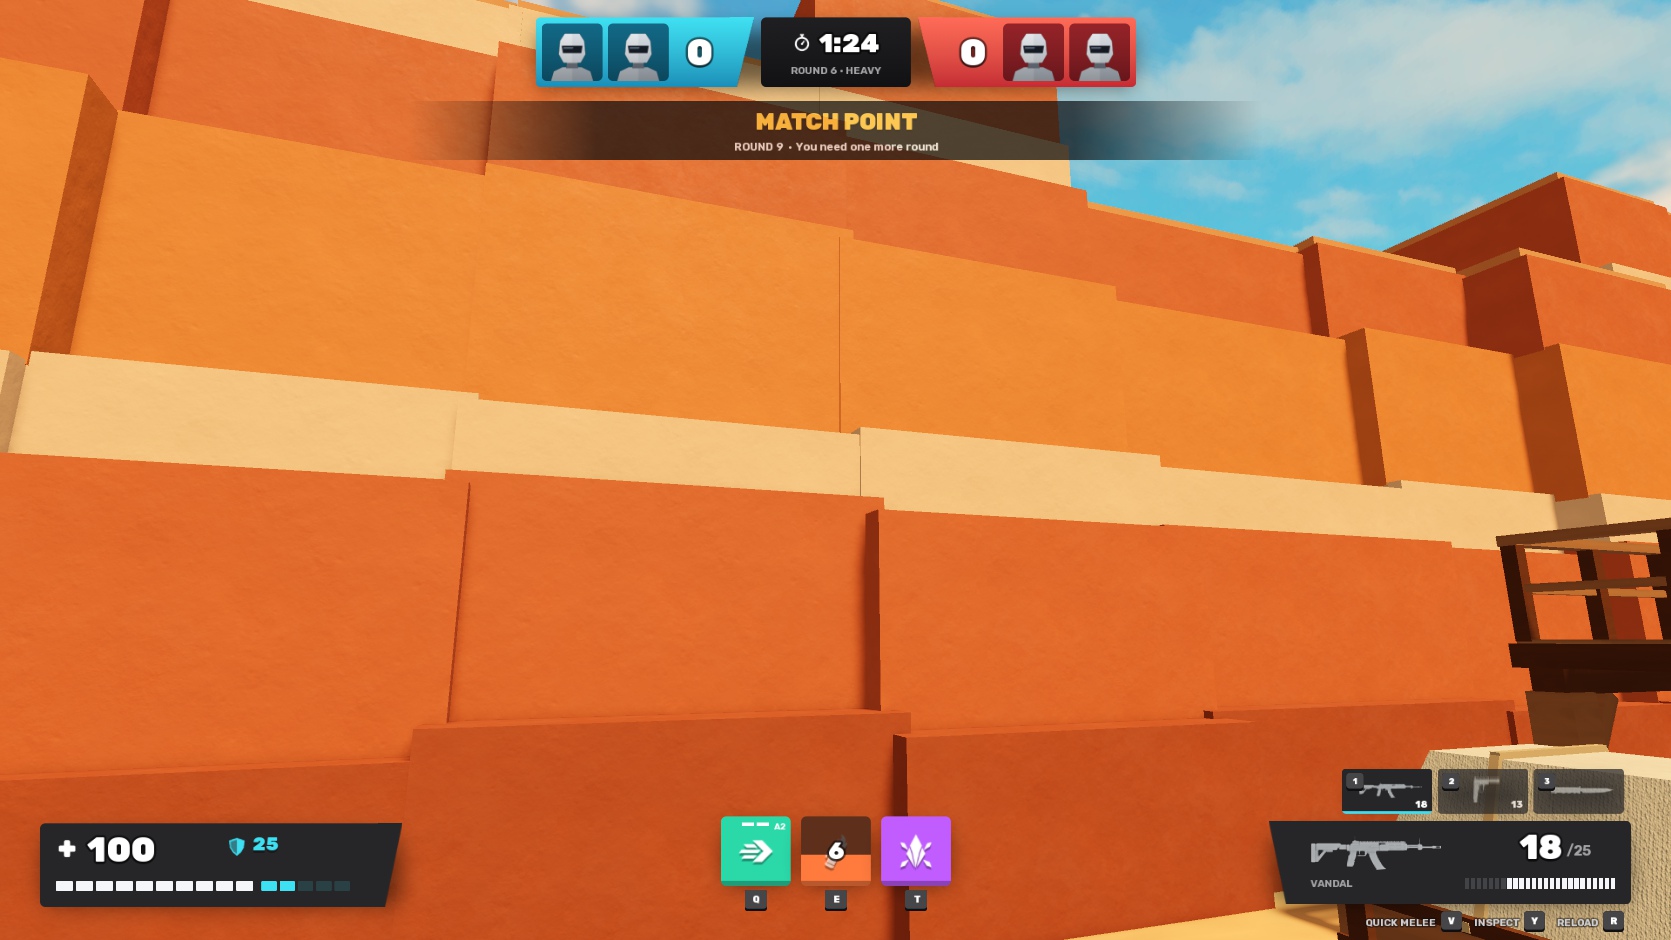 0
1:24
ROUND 6 • HEAVY
0
MATCH POINT
ROUND 9 • You need one more round
1
18
2
13
3
100
25
A2
6
Q
E
T
18 /25
VANDAL
QUICK MELEE V INSPECT Y RELOAD R